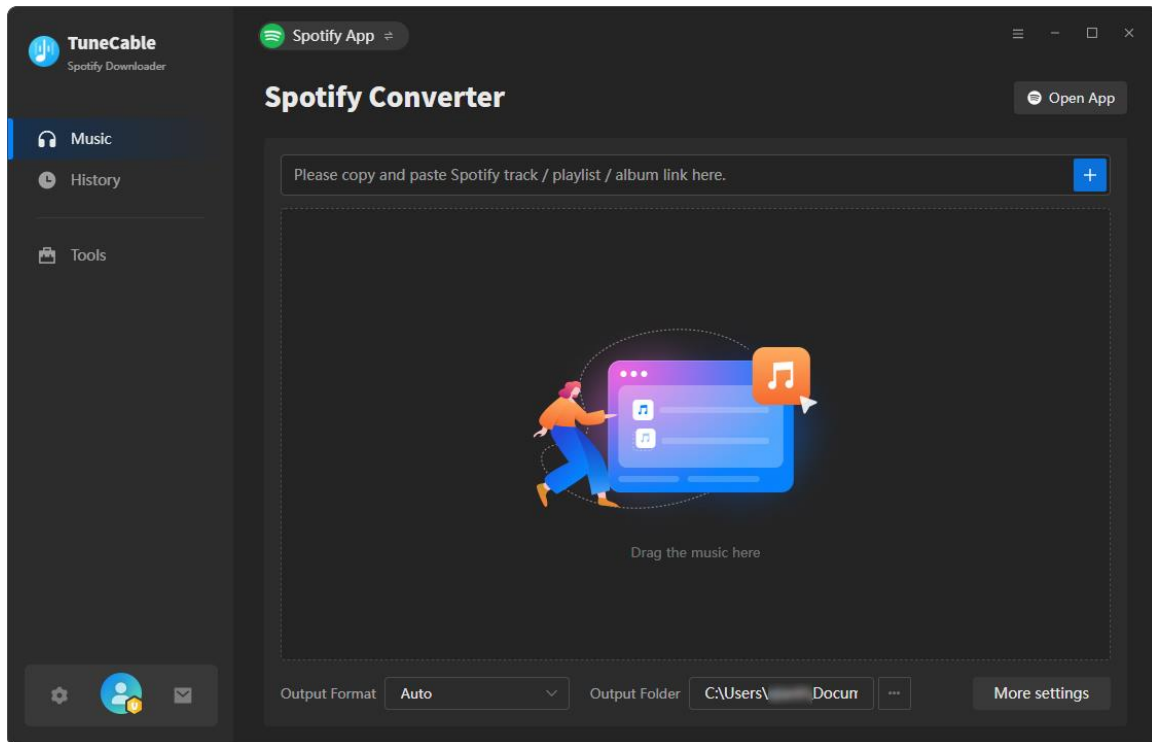 TuneCable
Spotify Downloader
Music
History
Tools
Spotify App
Spotify Converter
Open App
Please copy and paste Spotify track / playlist / album link here.
Drag the music here
Output Format Auto Output Folder C:\Users\ Docum More settings